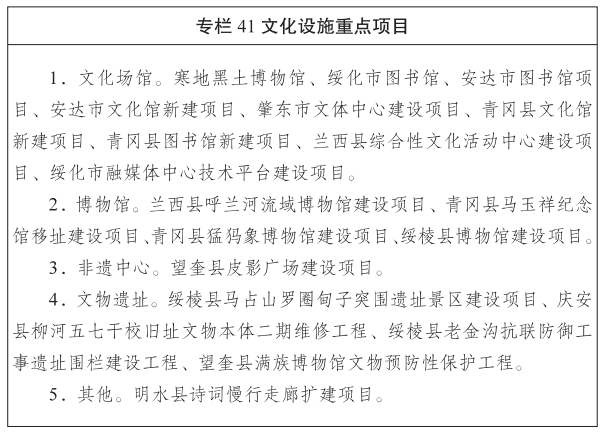 专栏 41 文化设施重点项目
1．文化场馆。寒地黑土博物馆、绥化市图书馆、安达市图书馆项
目、安达市文化馆新建项目、肇东市文体中心建设项目、青冈县文化馆
新建项目、青冈县图书馆新建项目、兰西县综合性文化活动中心建设项
目、绥化市融媒体中心技术平台建设项目。
2．博物馆。兰西县呼兰河流域博物馆建设项目、青冈县马玉祥纪念
馆移址建设项目、青冈县猛犸象博物馆建设项目、绥棱县博物馆建设项目。
3．非遗中心。望奎县皮影广场建设项目。
4．文物遗址。绥棱县马占山罗圈甸子突围遗址景区建设项目、庆安
县柳河五七干校旧址文物本体二期维修工程、绥棱县老金沟抗联防御工
事遗址围栏建设工程、望奎县满族博物馆文物预防性保护工程。
5．其他。明水县诗词慢行走廊扩建项目。